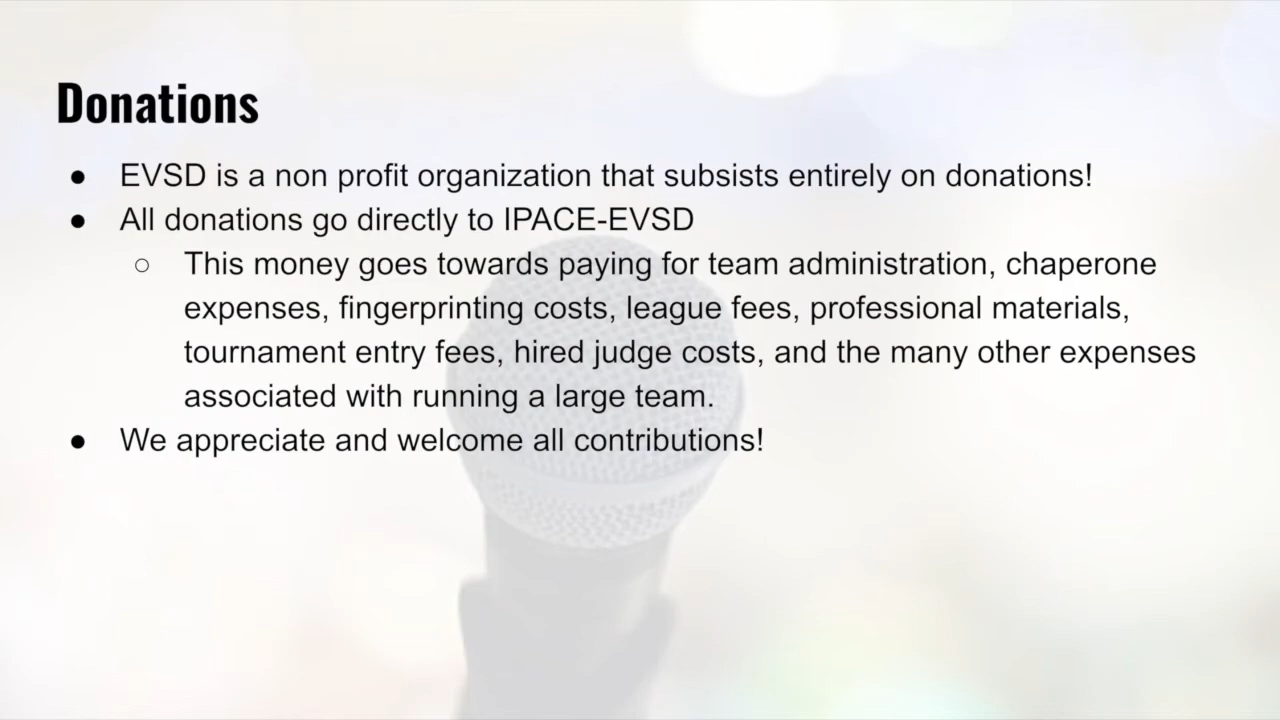 Donations
● EVSD is a non profit organization that subsists entirely on donations!
● All donations go directly to IPACE-EVSD
○ This money goes towards paying for team administration, chaperone
expenses, fingerprinting costs, league fees, professional materials,
tournament entry fees, hired judge costs, and the many other expenses
associated with running a large team.
● We appreciate and welcome all contributions!